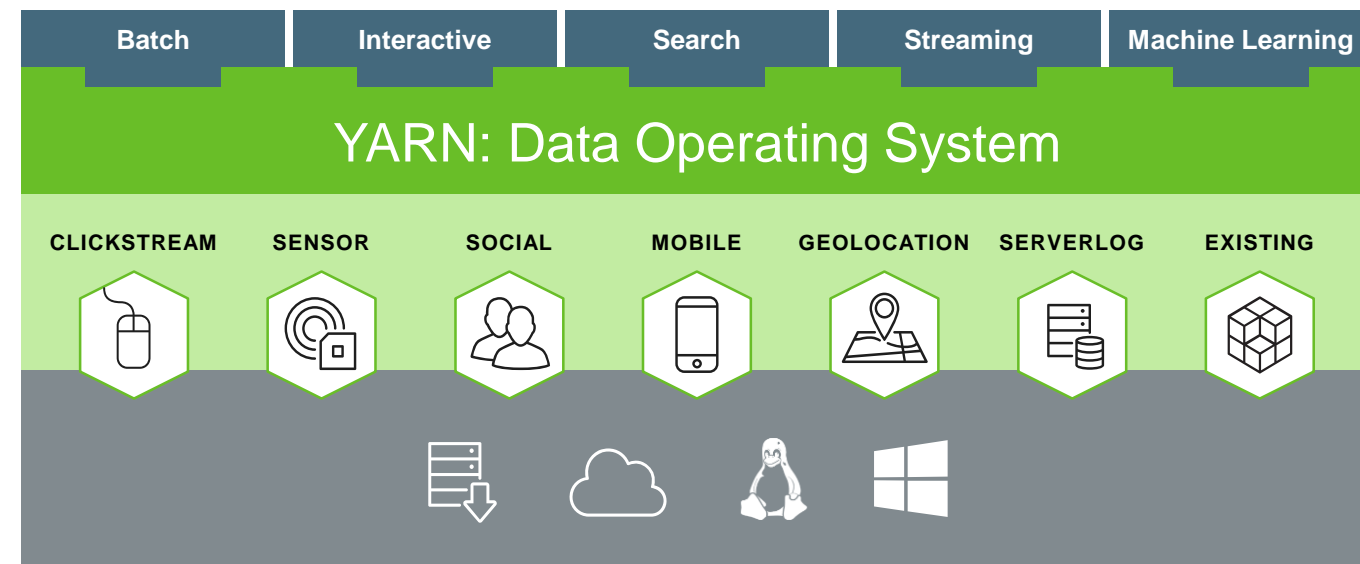 Batch Interactive Search Streaming Machine Learning
YARN: Data Operating System
CLICKSTREAM SENSOR SOCIAL MOBILE GEOLOCATION SERVERLOG EXISTING